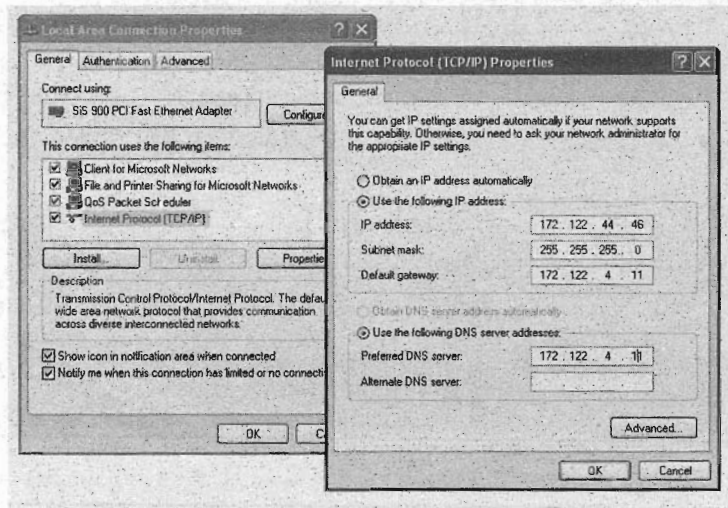 Local Area Connection Properties
General Authentication Advanced
Connect using:
SiS 900 PCI Fast Ethernet Adapter
Configure
This connection uses the following items:
Client for Microsoft Networks
File and Printer Sharing for Microsoft Networks
QoS Packet Scheduler
Internet Protocol (TCP/IP)
Install...
Uninstall
Propertie
Description
Transmission Control Protocol/Internet Protocol. The defau
wide area network protocol that provides communication
across diverse interconnected networks.
Show icon in notification area when connected
Notify me when this connection has limited or no connecti
OK
C
Internet Protocol (TCP/IP) Properties
General
You can get IP settings assigned automatically if your network supports
this capability. Otherwise, you need to ask your network administrator for
the appropriate IP settings.
Obtain an IP address automatically
Use the following IP address:
IP address: 172 . 122 . 44 . 46
Subnet mask: 255 . 255 . 255 . 0
Default gateway: 172 . 122 . 4 . 11
Obtain DNS server address automatically
Use the following DNS server addresses:
Preferred DNS server: 172 . 122 . 4 . 11
Alternate DNS server:
Advanced...
OK
Cancel